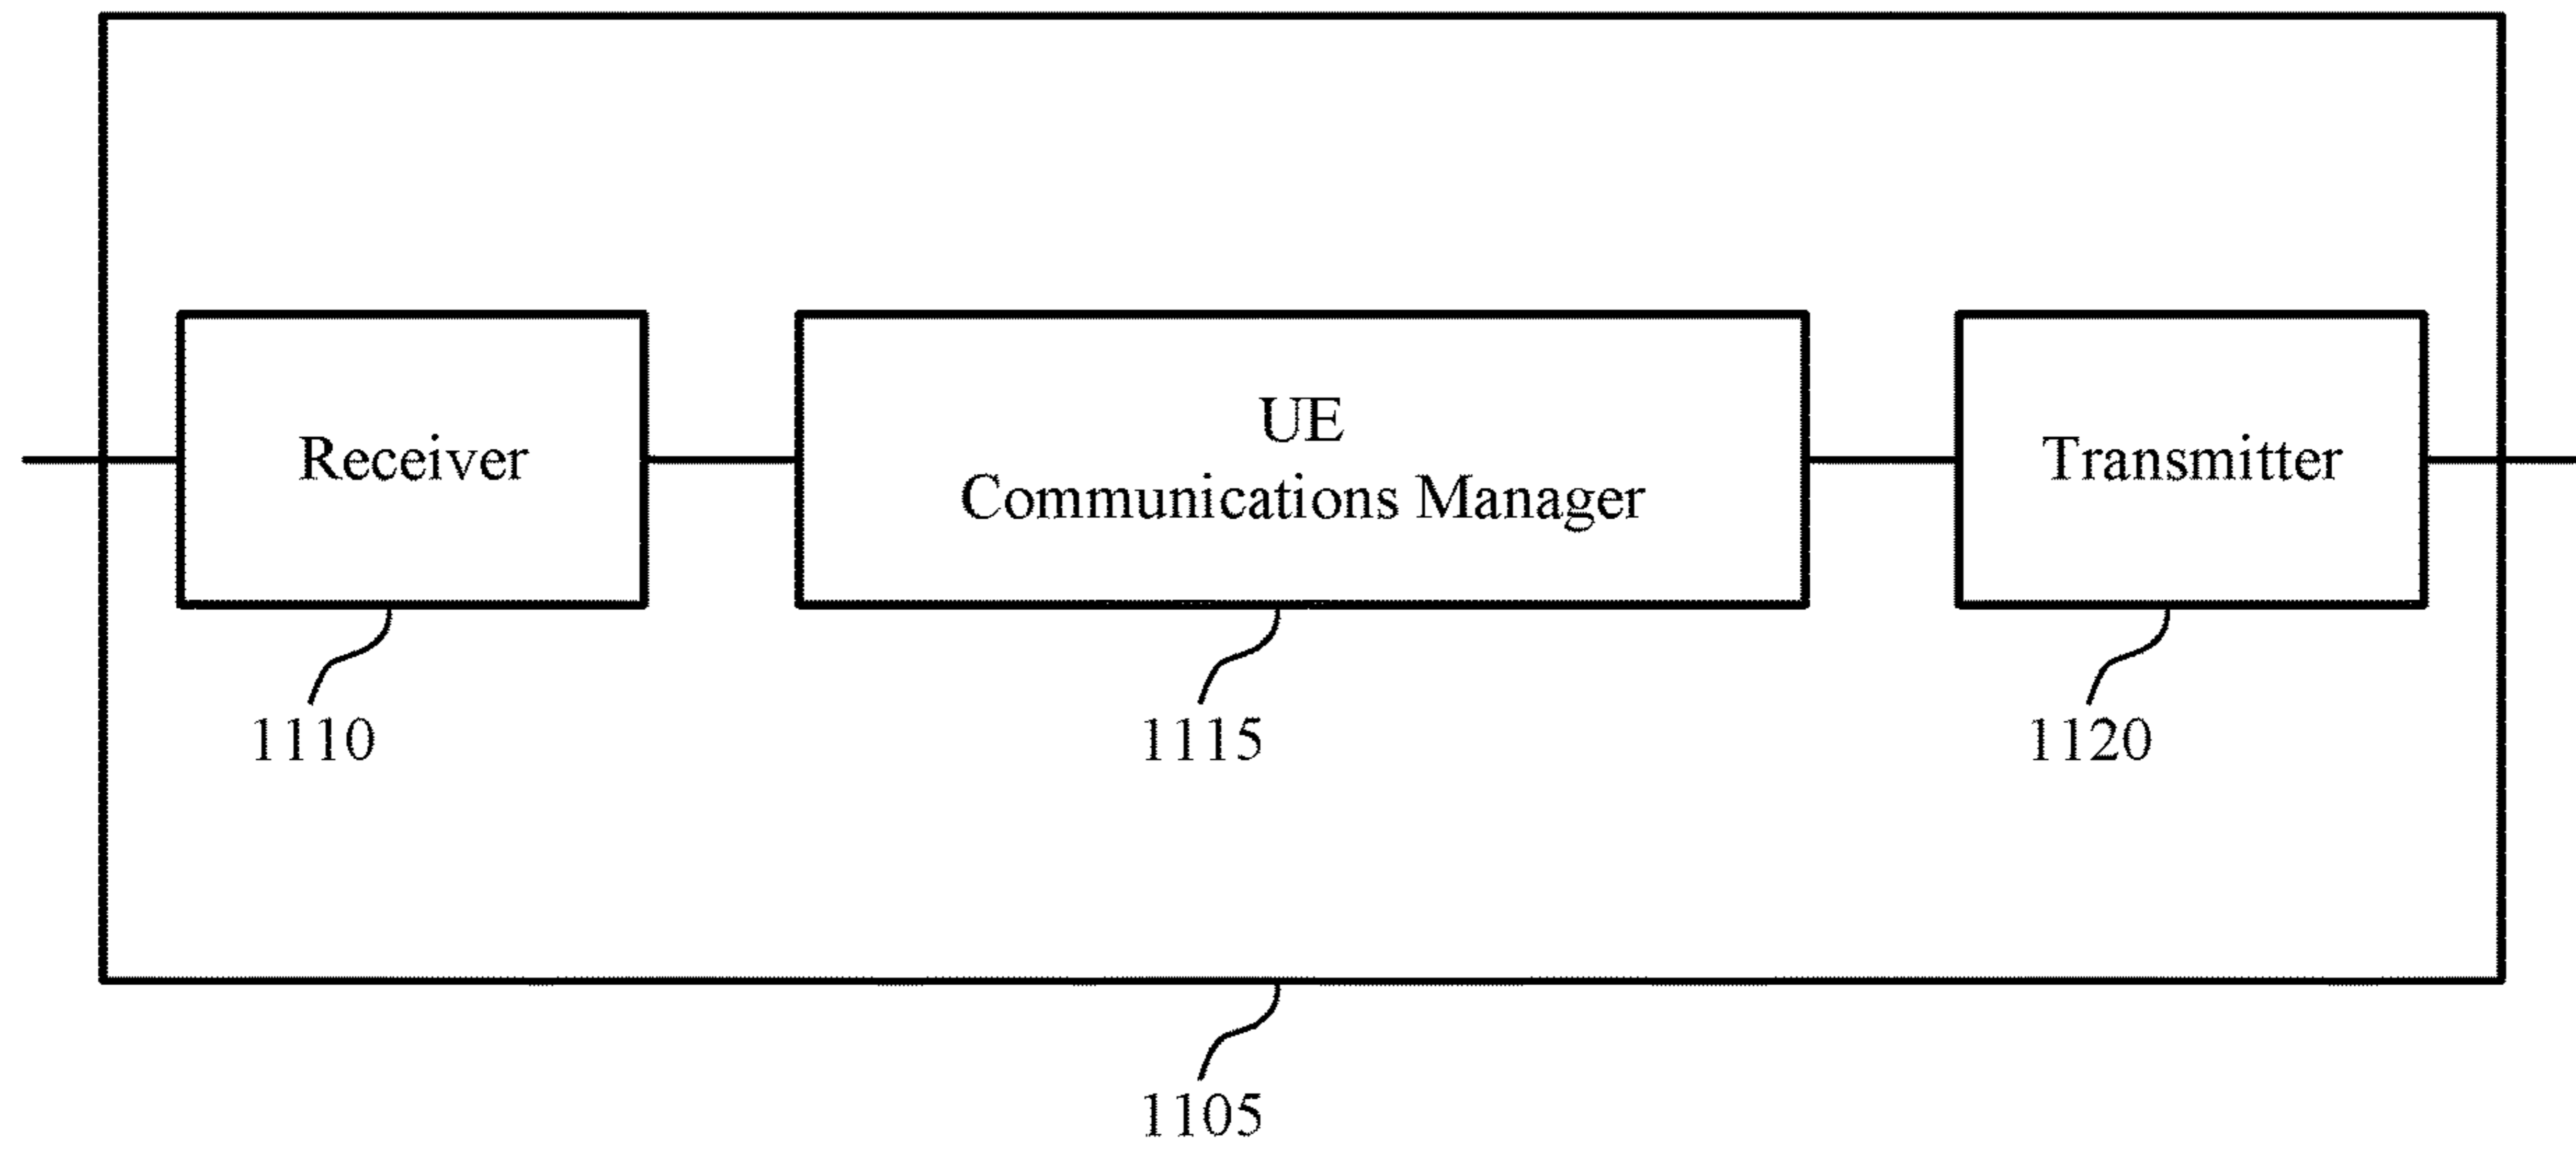 Receiver
UE
Communications Manager
Transmitter
1110
1115
1120
1105